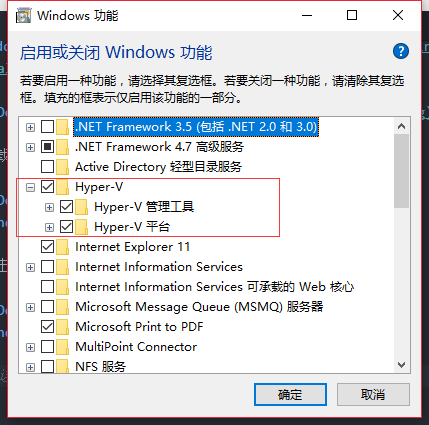 Windows 功能
启用或关闭 Windows 功能
若要启用一种功能，请选择其复选框。若要关闭一种功能，请清除其复选
框。填充的框表示仅启用该功能的一部分。
.NET Framework 3.5 (包括 .NET 2.0 和 3.0)
.NET Framework 4.7 高级服务
Active Directory 轻型目录服务
Hyper-V
Hyper-V 管理工具
Hyper-V 平台
Internet Explorer 11
Internet Information Services
Internet Information Services 可承载的 Web 核心
Microsoft Message Queue (MSMQ) 服务器
Microsoft Print to PDF
MultiPoint Connector
NFS 服务
确定
取消